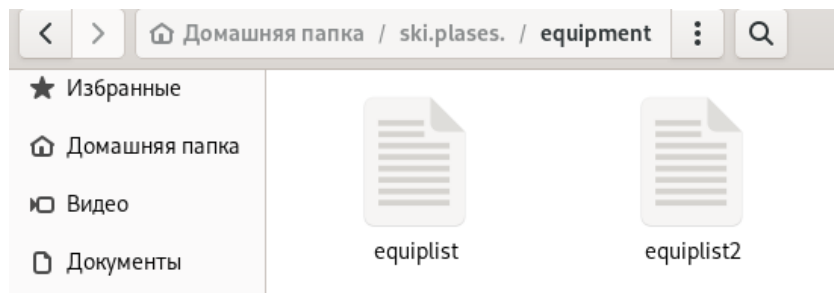 Домашняя папка / ski.plases. / equipment
Избранные
Домашняя папка
Видео
Документы
equiplist
equiplist2